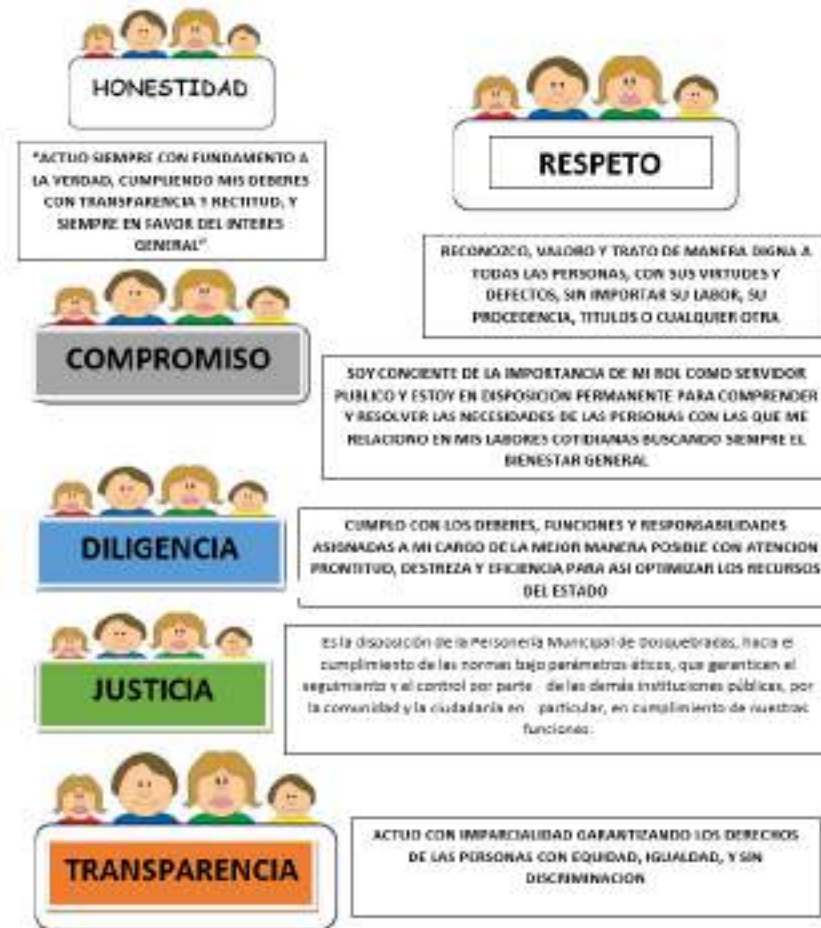 HONESTIDAD
"ACTUO SIEMPRE CON FUNDAMENTO A
LA VERDAD, CUMPLIENDO MIS DEBERES
CON TRANSPARENCIA Y RECTITUD, Y
SIEMPRE EN FAVOR DEL INTERES
GENERAL"
RESPETO
RECONOZCO, VALORO Y TRATO DE MANERA DIGNA A
TODAS LAS PERSONAS, CON SUS VIRTUDES Y
DEFECTOS, SIN IMPORTAR SU LABOR, SU
PROCEDENCIA, TITULOS O CUALQUIER OTRA
COMPROMISO
SOY CONCIENTE DE LA IMPORTANCIA DE MI ROL COMO SERVIDOR
PUBLICO Y ESTOY EN DISPOSICION PERMANENTE PARA COMPRENDER
Y RESOLVER LAS NECESIDADES DE LAS PERSONAS CON LAS QUE ME
RELACIONO EN MIS LABORES COTIDIANAS BUSCANDO SIEMPRE EL
BIENESTAR GENERAL
DILIGENCIA
CUMPLO CON LOS DEBERES, FUNCIONES Y RESPONSABILIDADES
ASIGNADAS A MI CARGO DE LA MEJOR MANERA POSIBLE CON ATENCION
PRONTITUD, DESTREZA Y EFICIENCIA PARA ASI OPTIMIZAR LOS RECURSOS
DEL ESTADO
JUSTICIA
Es la disposición de la Personería Municipal de Dosquebradas, hacia el
cumplimiento de las normas bajo parámetros éticos, que garanticen el
seguimiento y el control por parte de las demás instituciones públicas, por
la comunidad y la ciudadanía en particular, en cumplimiento de nuestras
funciones.
TRANSPARENCIA
ACTUO CON IMPARCIALIDAD GARANTIZANDO LOS DERECHOS
DE LAS PERSONAS CON EQUIDAD, IGUALDAD, Y SIN
DISCRIMINACION